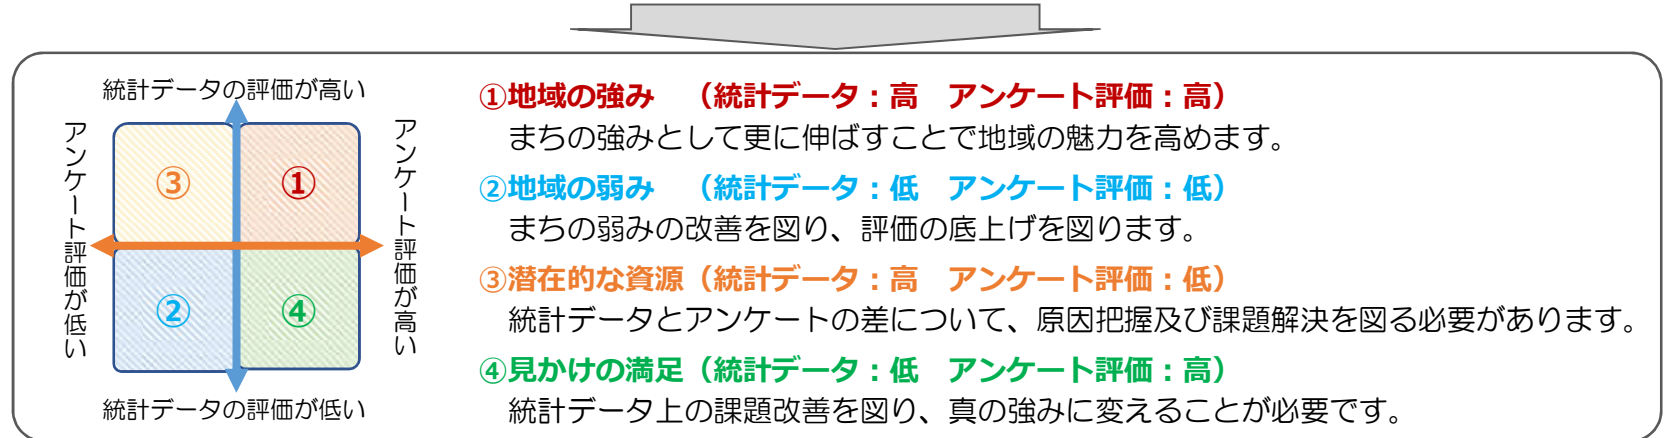 統計データの評価が高い
アンケート評価が低い
アンケート評価が高い
③
①
②
④
統計データの評価が低い
①地域の強み　（統計データ：高　アンケート評価：高）
まちの強みとして更に伸ばすことで地域の魅力を高めます。
②地域の弱み　（統計データ：低　アンケート評価：低）
まちの弱みの改善を図り、評価の底上げを図ります。
③潜在的な資源（統計データ：高　アンケート評価：低）
統計データとアンケートの差について、原因把握及び課題解決を図る必要があります。
④見かけの満足（統計データ：低　アンケート評価：高）
統計データ上の課題改善を図り、真の強みに変えることが必要です。